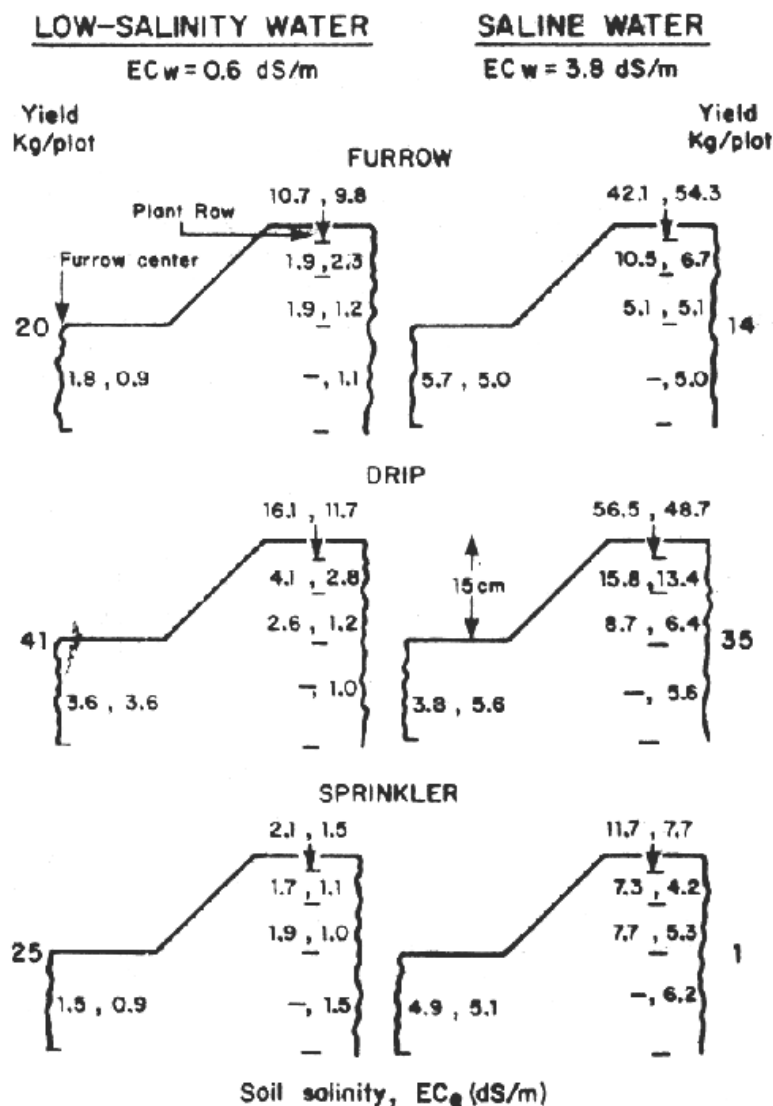 LOW-SALINITY WATER SALINE WATER
ECw = 0.6 dS/m ECw = 3.8 dS/m
Yield Yield
Kg/plot Kg/plot
FURROW
10.7 , 9.8 42.1 , 54.3
Plant Row
1.9 , 2.3 10.5 , 6.7
Furrow center
1.9 , 1.2 5.1 , 5.1
20 14
1.8 , 0.9 –, 1.1 5.7 , 5.0 –, 5.0
DRIP
16.1 , 11.7 56.5 , 48.7
4.1 , 2.8 15cm 15.8 , 13.4
2.6 , 1.2 8.7 , 6.4
41 35
3.6 , 3.6 –, 1.0 3.8 , 5.6 –, 5.6
SPRINKLER
2.1 , 1.5 11.7 , 7.7
1.7 , 1.1 7.3 , 4.2
1.9 , 1.0 7.7 , 5.3
25 1
1.5 , 0.9 –, 1.5 4.9 , 5.1 –, 6.2
Soil salinity, ECe (dS/m)